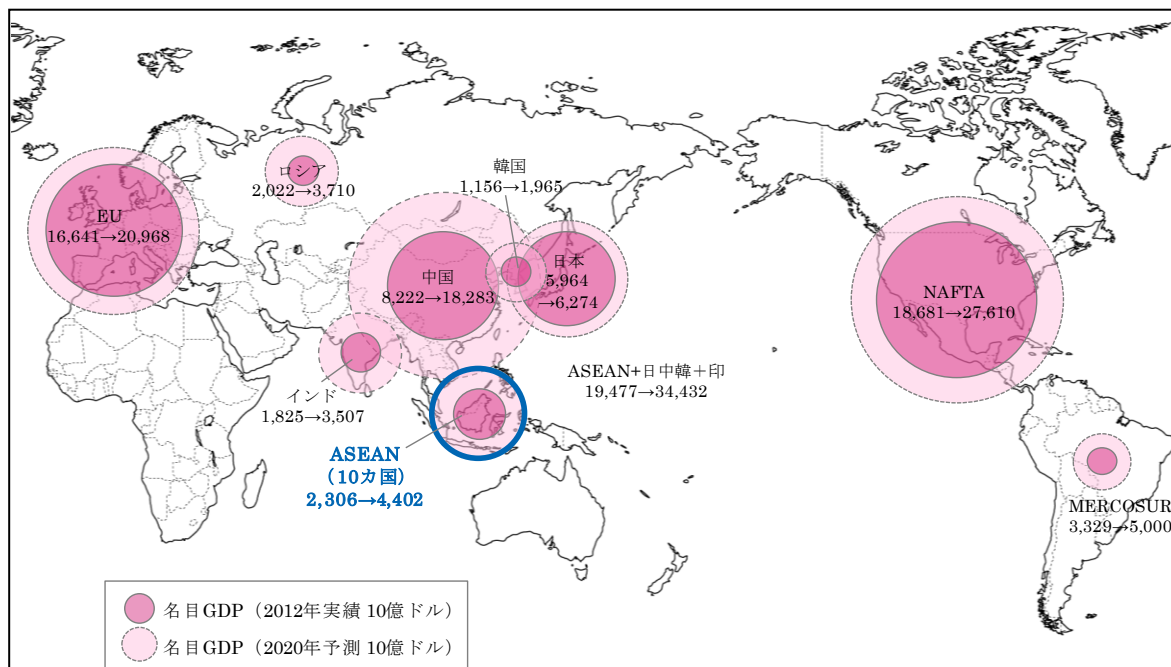 ロシア
2,022→3,710
韓国
1,156→1,965
EU
16,641→20,968
中国
8,222→18,283
日本
5,964
→6,274
NAFTA
18,681→27,610
インド
1,825→3,507
ASEAN+日中韓＋印
19,477→34,432
ASEAN
（10カ国）
2,306→4,402
MERCOSUR
3,329→5,000
名目GDP（2012年実績 10億ドル）
名目GDP（2020年予測 10億ドル）